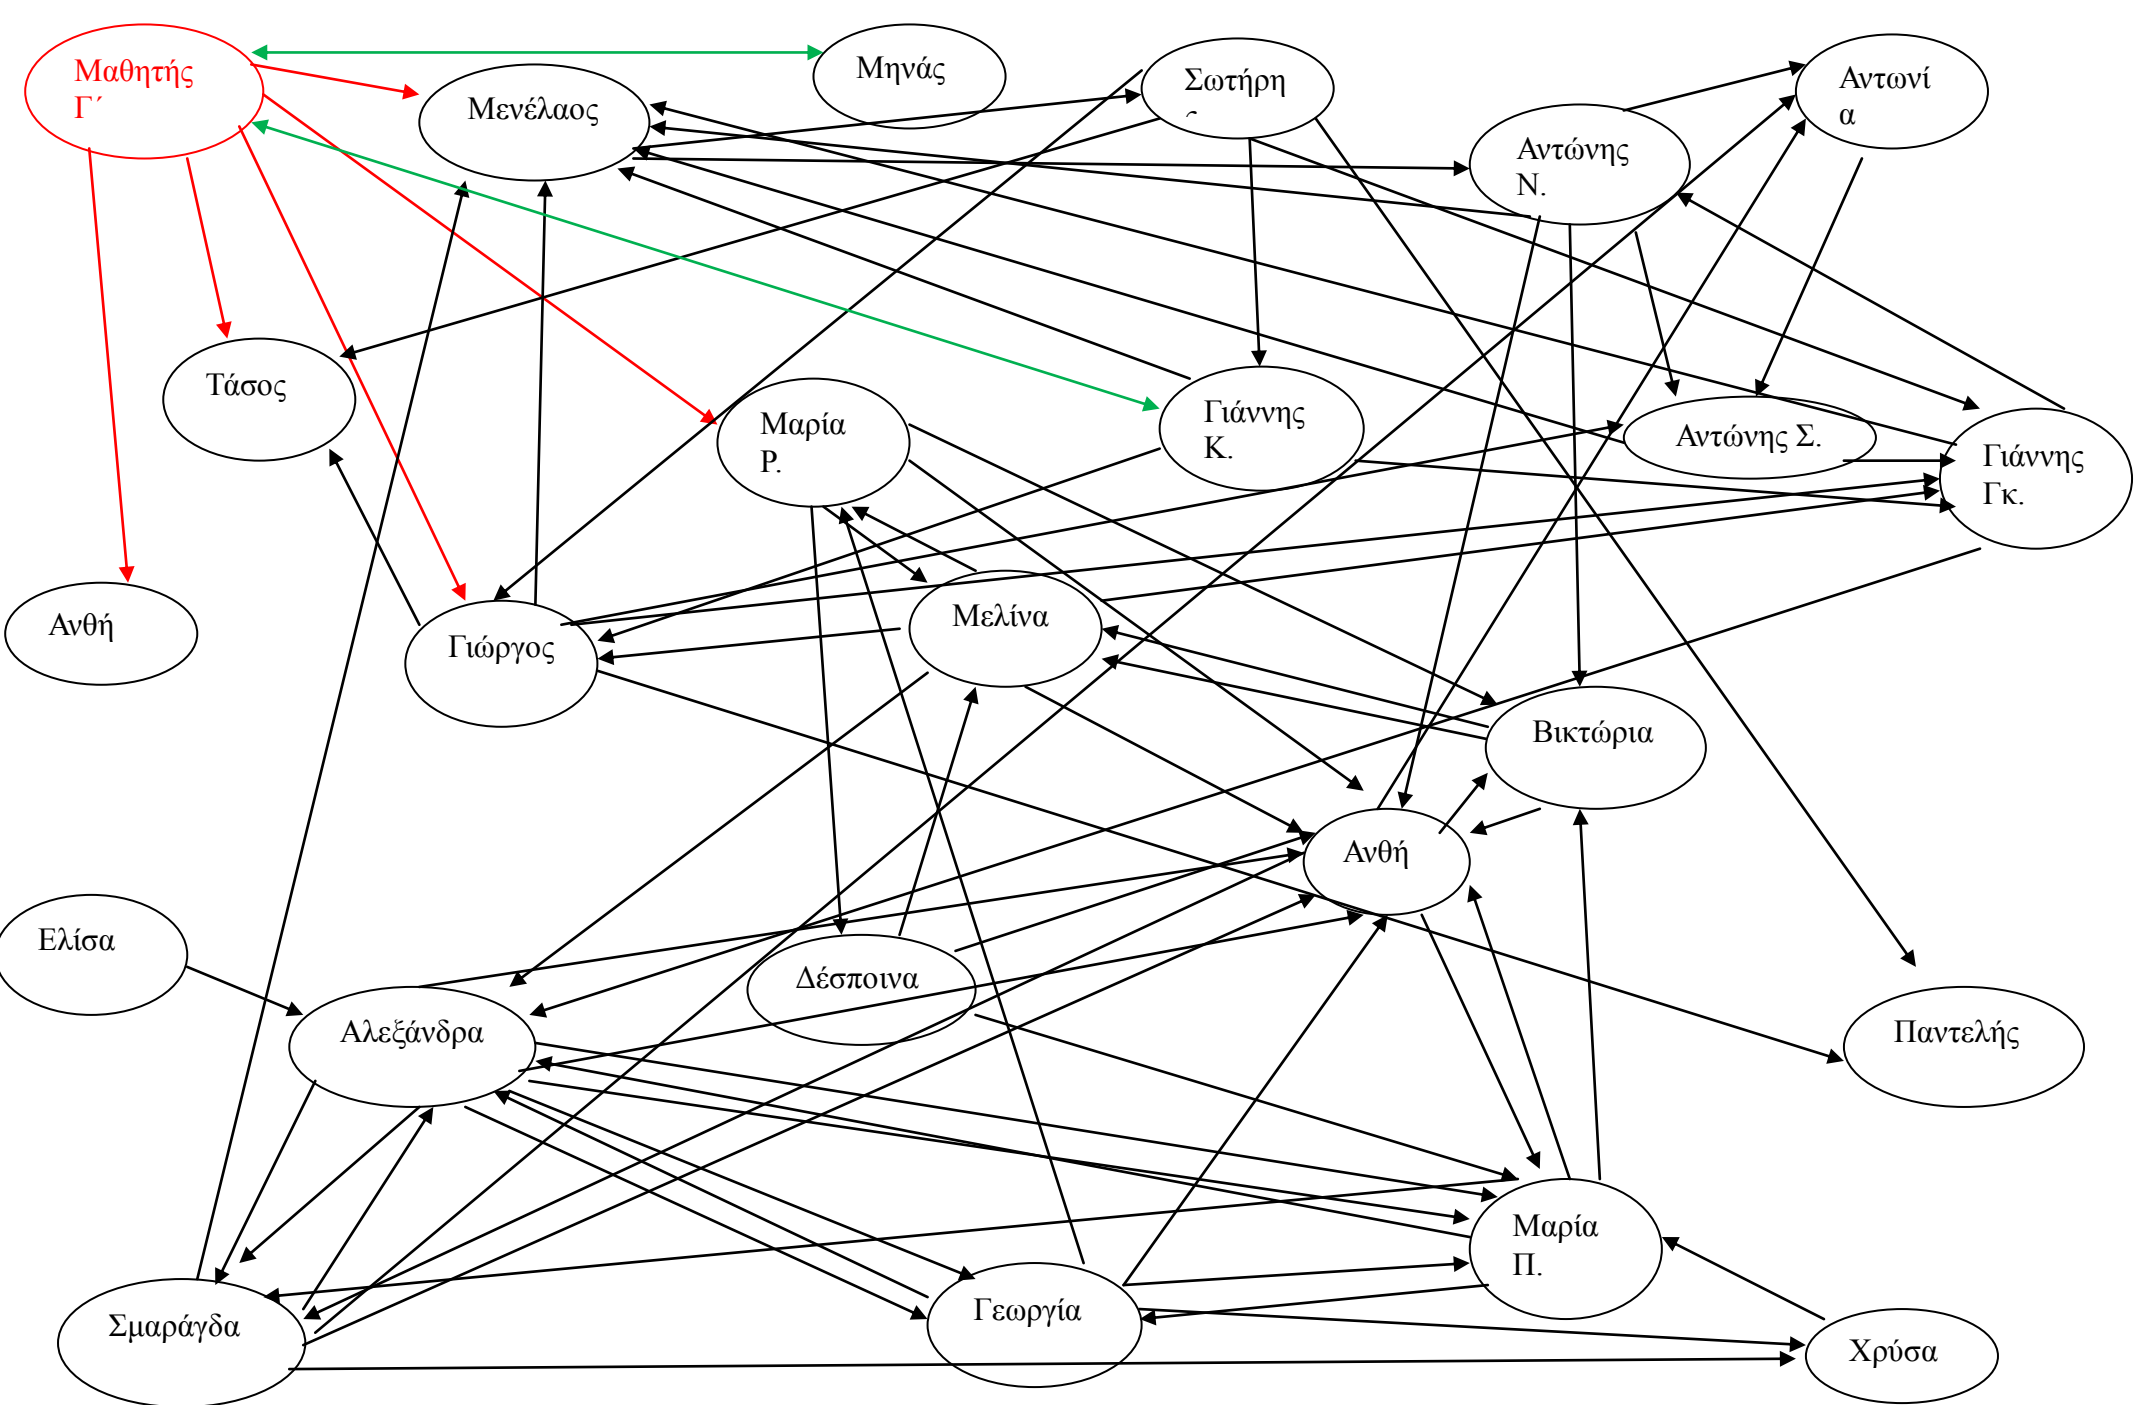 Μαθητής
Γ΄
Μενέλαος
Μηνάς
Σωτήρη
ς
Αντώνης
Ν.
Αντωνί
α
Τάσος
Μαρία
Ρ.
Γιάννης
Κ.
Αντώνης Σ.
Γιάννης
Γκ.
Ανθή
Γιώργος
Μελίνα
Βικτώρια
Ανθή
Ελίσα
Αλεξάνδρα
Δέσποινα
Παντελής
Σμαράγδα
Γεωργία
Μαρία
Π.
Χρύσα